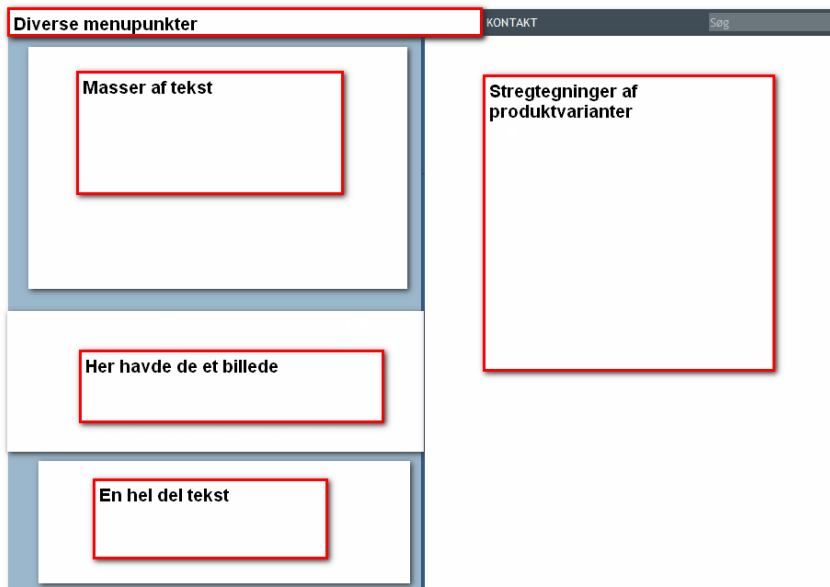 Diverse menupunkter
KONTAKT
Søg
Masser af tekst
Stregtegninger af
produktvarianter
Her havde de et billede
En hel del tekst